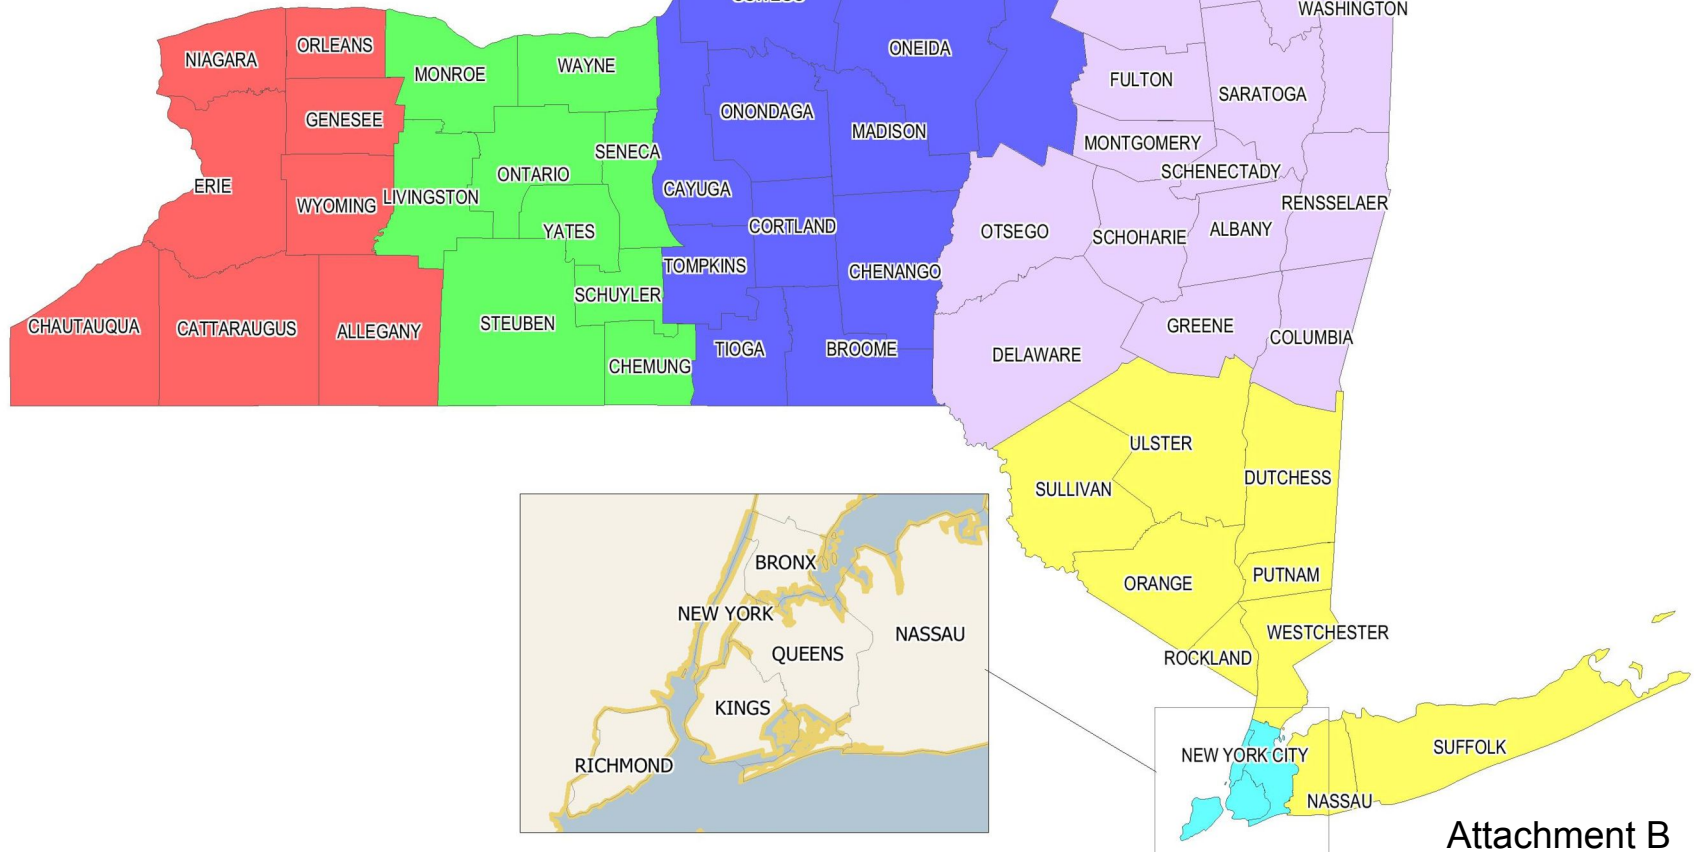 WASHINGTON
NIAGARA
ORLEANS
MONROE
WAYNE
ONEIDA
FULTON
SARATOGA
GENESEE
ONONDAGA
MADISON
MONTGOMERY
SENECA
SCHENECTADY
ERIE
ONTARIO
CAYUGA
WYOMING
LIVINGSTON
RENSSELAER
YATES
CORTLAND
OTSEGO
SCHOHARIE
ALBANY
TOMPKINS
CHENANGO
SCHUYLER
CHAUTAUQUA
CATTARAUGUS
ALLEGANY
STEUBEN
GREENE
COLUMBIA
TIOGA
BROOME
DELAWARE
CHEMUNG
ULSTER
SULLIVAN
DUTCHESS
BRONX
ORANGE
PUTNAM
NEW YORK
NASSAU
WESTCHESTER
QUEENS
ROCKLAND
KINGS
RICHMOND
NEW YORK CITY
SUFFOLK
NASSAU
Attachment B